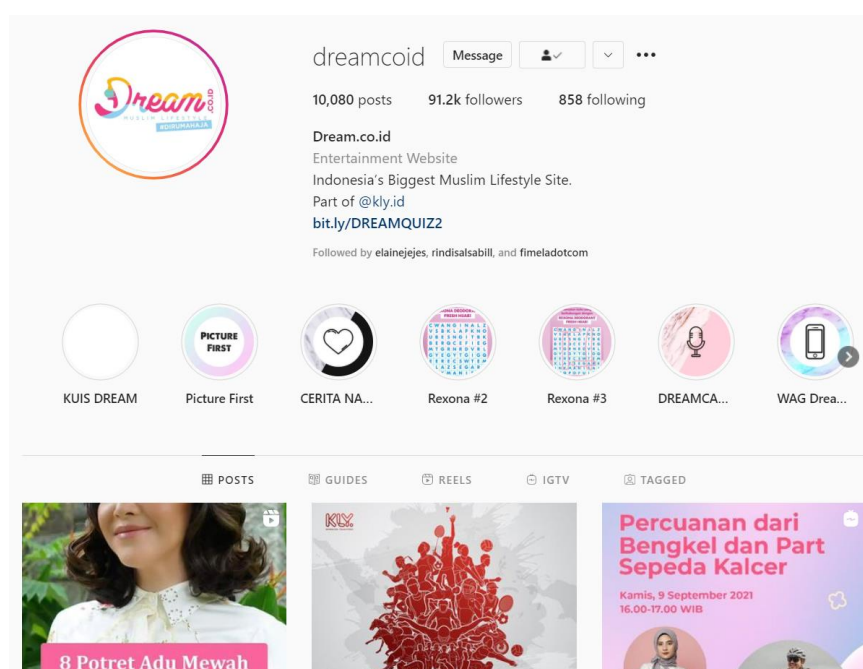 Dream.co.id
MUSLIM LIFESTYLE
#DIRUMAHAJA
dreamcoid Message
10,080 posts 91.2k followers 858 following
Dream.co.id
Entertainment Website
Indonesia's Biggest Muslim Lifestyle Site.
Part of @kly.id
bit.ly/DREAMQUIZ2
Followed by elainejejes, rindisalsabill, and fimeladotcom
PICTURE
FIRST
KUIS DREAM Picture First CERITA NA... Rexona #2 Rexona #3 DREAMCA... WAG Drea...
POSTS GUIDES REELS IGTV TAGGED
8 Potret Adu Mewah
KLY.
Percuanan dari
Bengkel dan Part
Sepeda Kalcer
Kamis, 9 September 2021
16.00-17.00 WIB